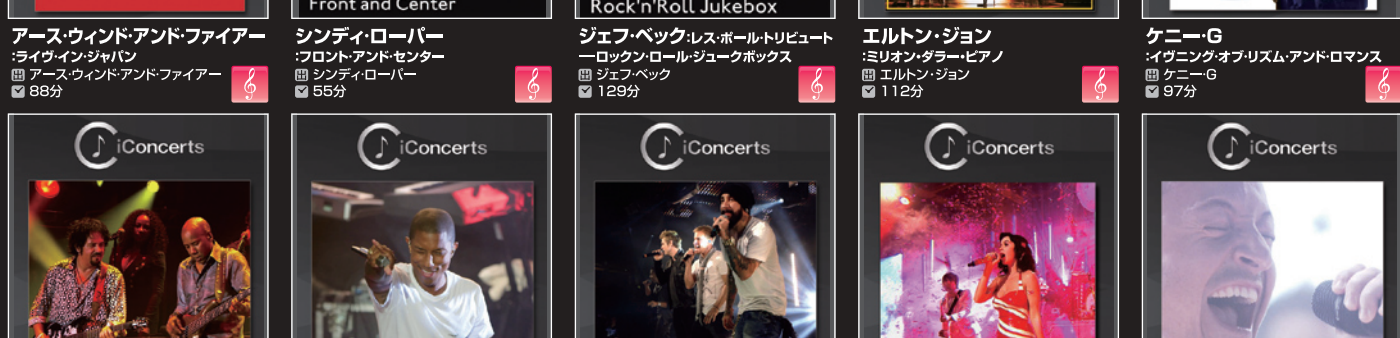 Front and Center
Rock'n'Roll Jukebox
アース・ウィンド・アンド・ファイアー
:ライヴ・イン・ジャパン
アース・ウィンド・アンド・ファイアー
88分
シンディ・ローパー
:フロント・アンド・センター
シンディ・ローパー
55分
ジェフ・ベック:レス・ポール・トリビュート
―ロックン・ロール・ジュークボックス
ジェフ・ベック
129分
エルトン・ジョン
:ミリオン・ダラー・ピアノ
エルトン・ジョン
112分
ケニー・G
:イヴニング・オブ・リズム・アンド・ロマンス
ケニー・G
97分
iConcerts
iConcerts
iConcerts
iConcerts
iConcerts